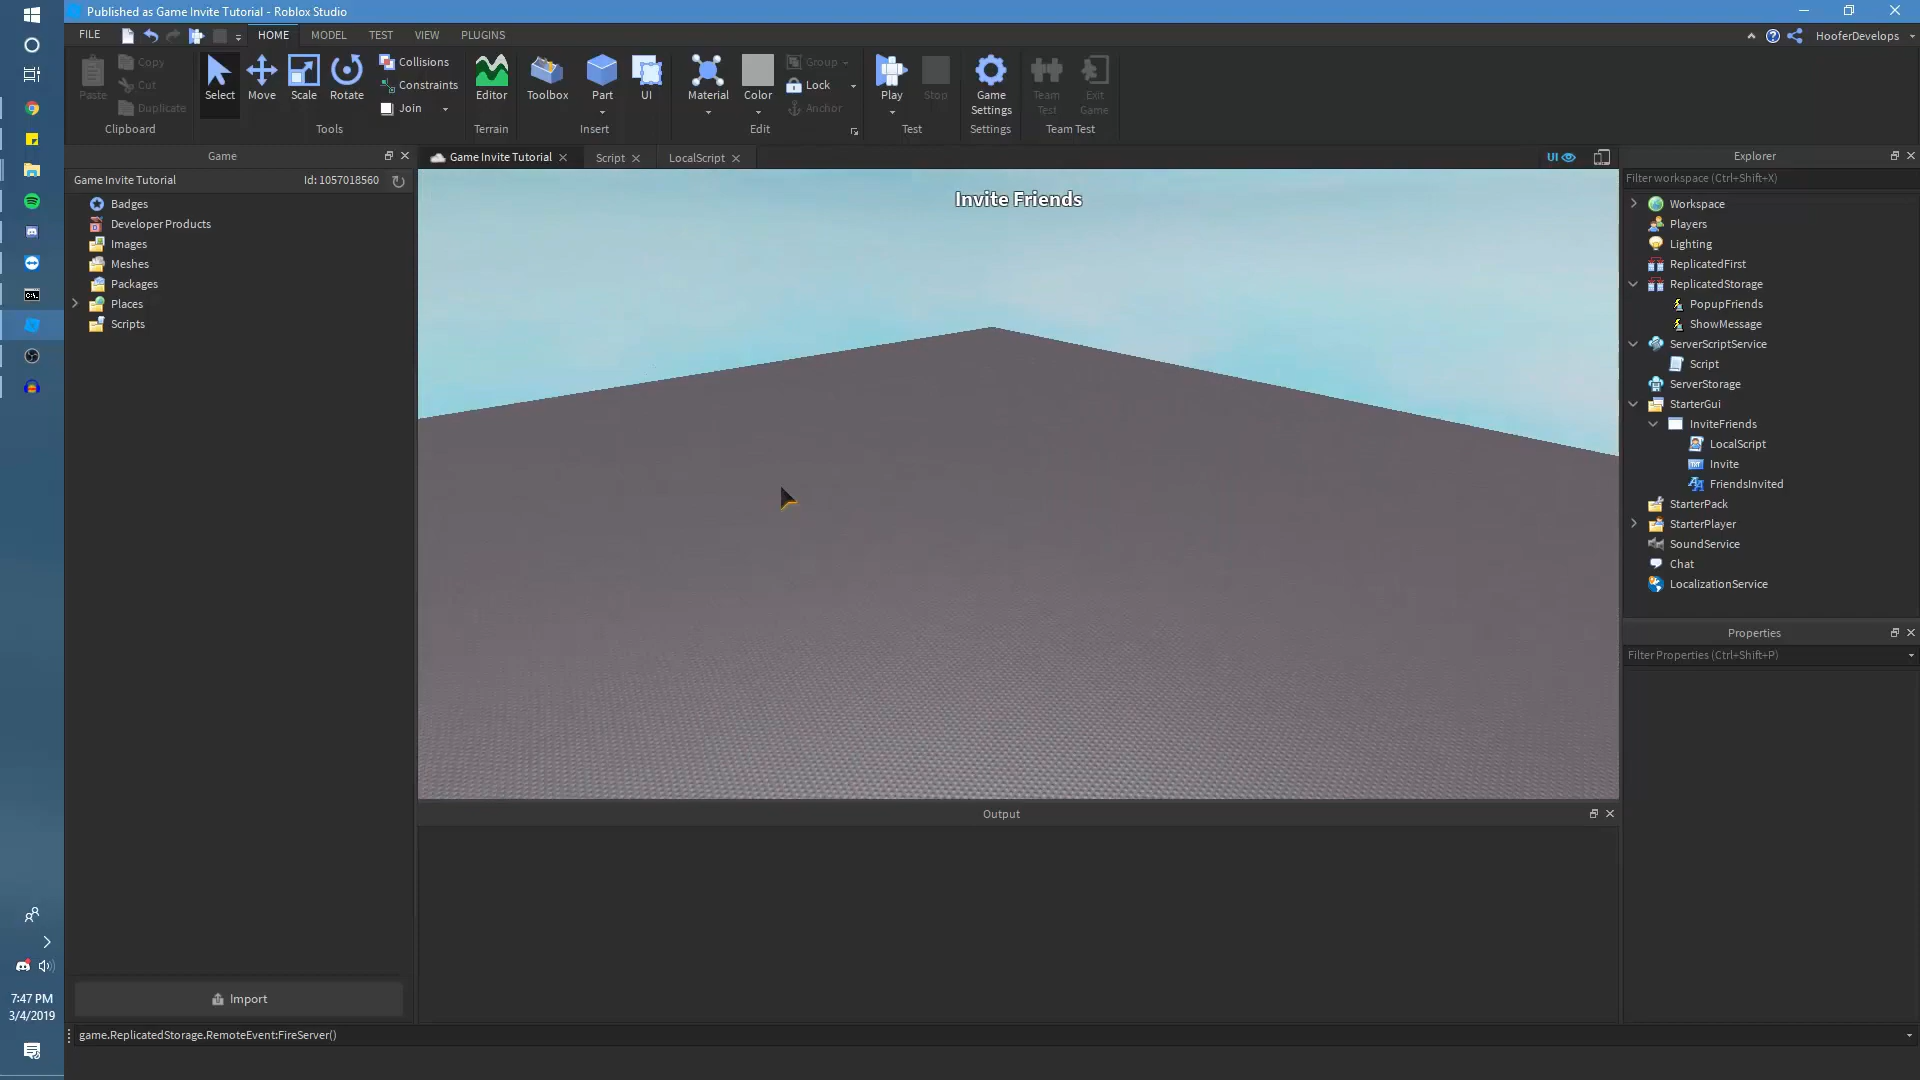 Published as Game Invite Tutorial - Roblox Studio
FILE HOME MODEL TEST VIEW PLUGINS HooferDevelops
Paste Copy Cut Duplicate
Clipboard
Select Move Scale Rotate Collisions Constraints Join
Tools
Editor
Terrain
Toolbox Part UI
Insert
Material Color Group Lock Anchor
Edit
Play Stop
Test
Game Settings
Settings
Team Test Exit Game
Team Test
Game
Game Invite Tutorial Id: 1057018560
Badges
Developer Products
Images
Meshes
Packages
Places
Scripts
Import
Game Invite Tutorial Script LocalScript UI
Invite Friends
Output
Explorer
Filter workspace (Ctrl+Shift+X)
Workspace
Players
Lighting
ReplicatedFirst
ReplicatedStorage
PopupFriends
ShowMessage
ServerScriptService
Script
ServerStorage
StarterGui
InviteFriends
LocalScript
Invite
FriendsInvited
StarterPack
StarterPlayer
SoundService
Chat
LocalizationService
Properties
Filter Properties (Ctrl+Shift+P)
game.ReplicatedStorage.RemoteEvent:FireServer()
7:47 PM
3/4/2019